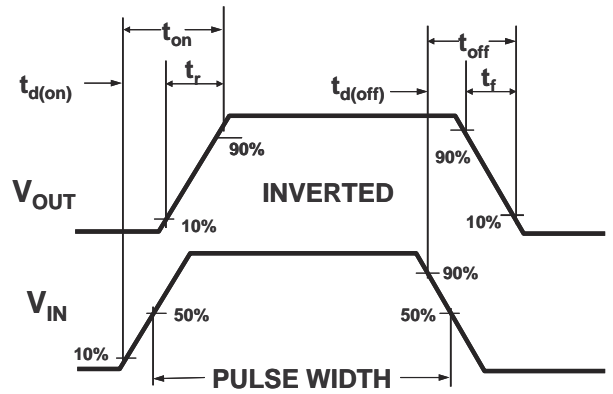 t_on t_off
t_d(on) t_r t_d(off) t_f
90% 90%
V_OUT INVERTED
10% 10%
90%
V_IN 50% 50%
10%
PULSE WIDTH